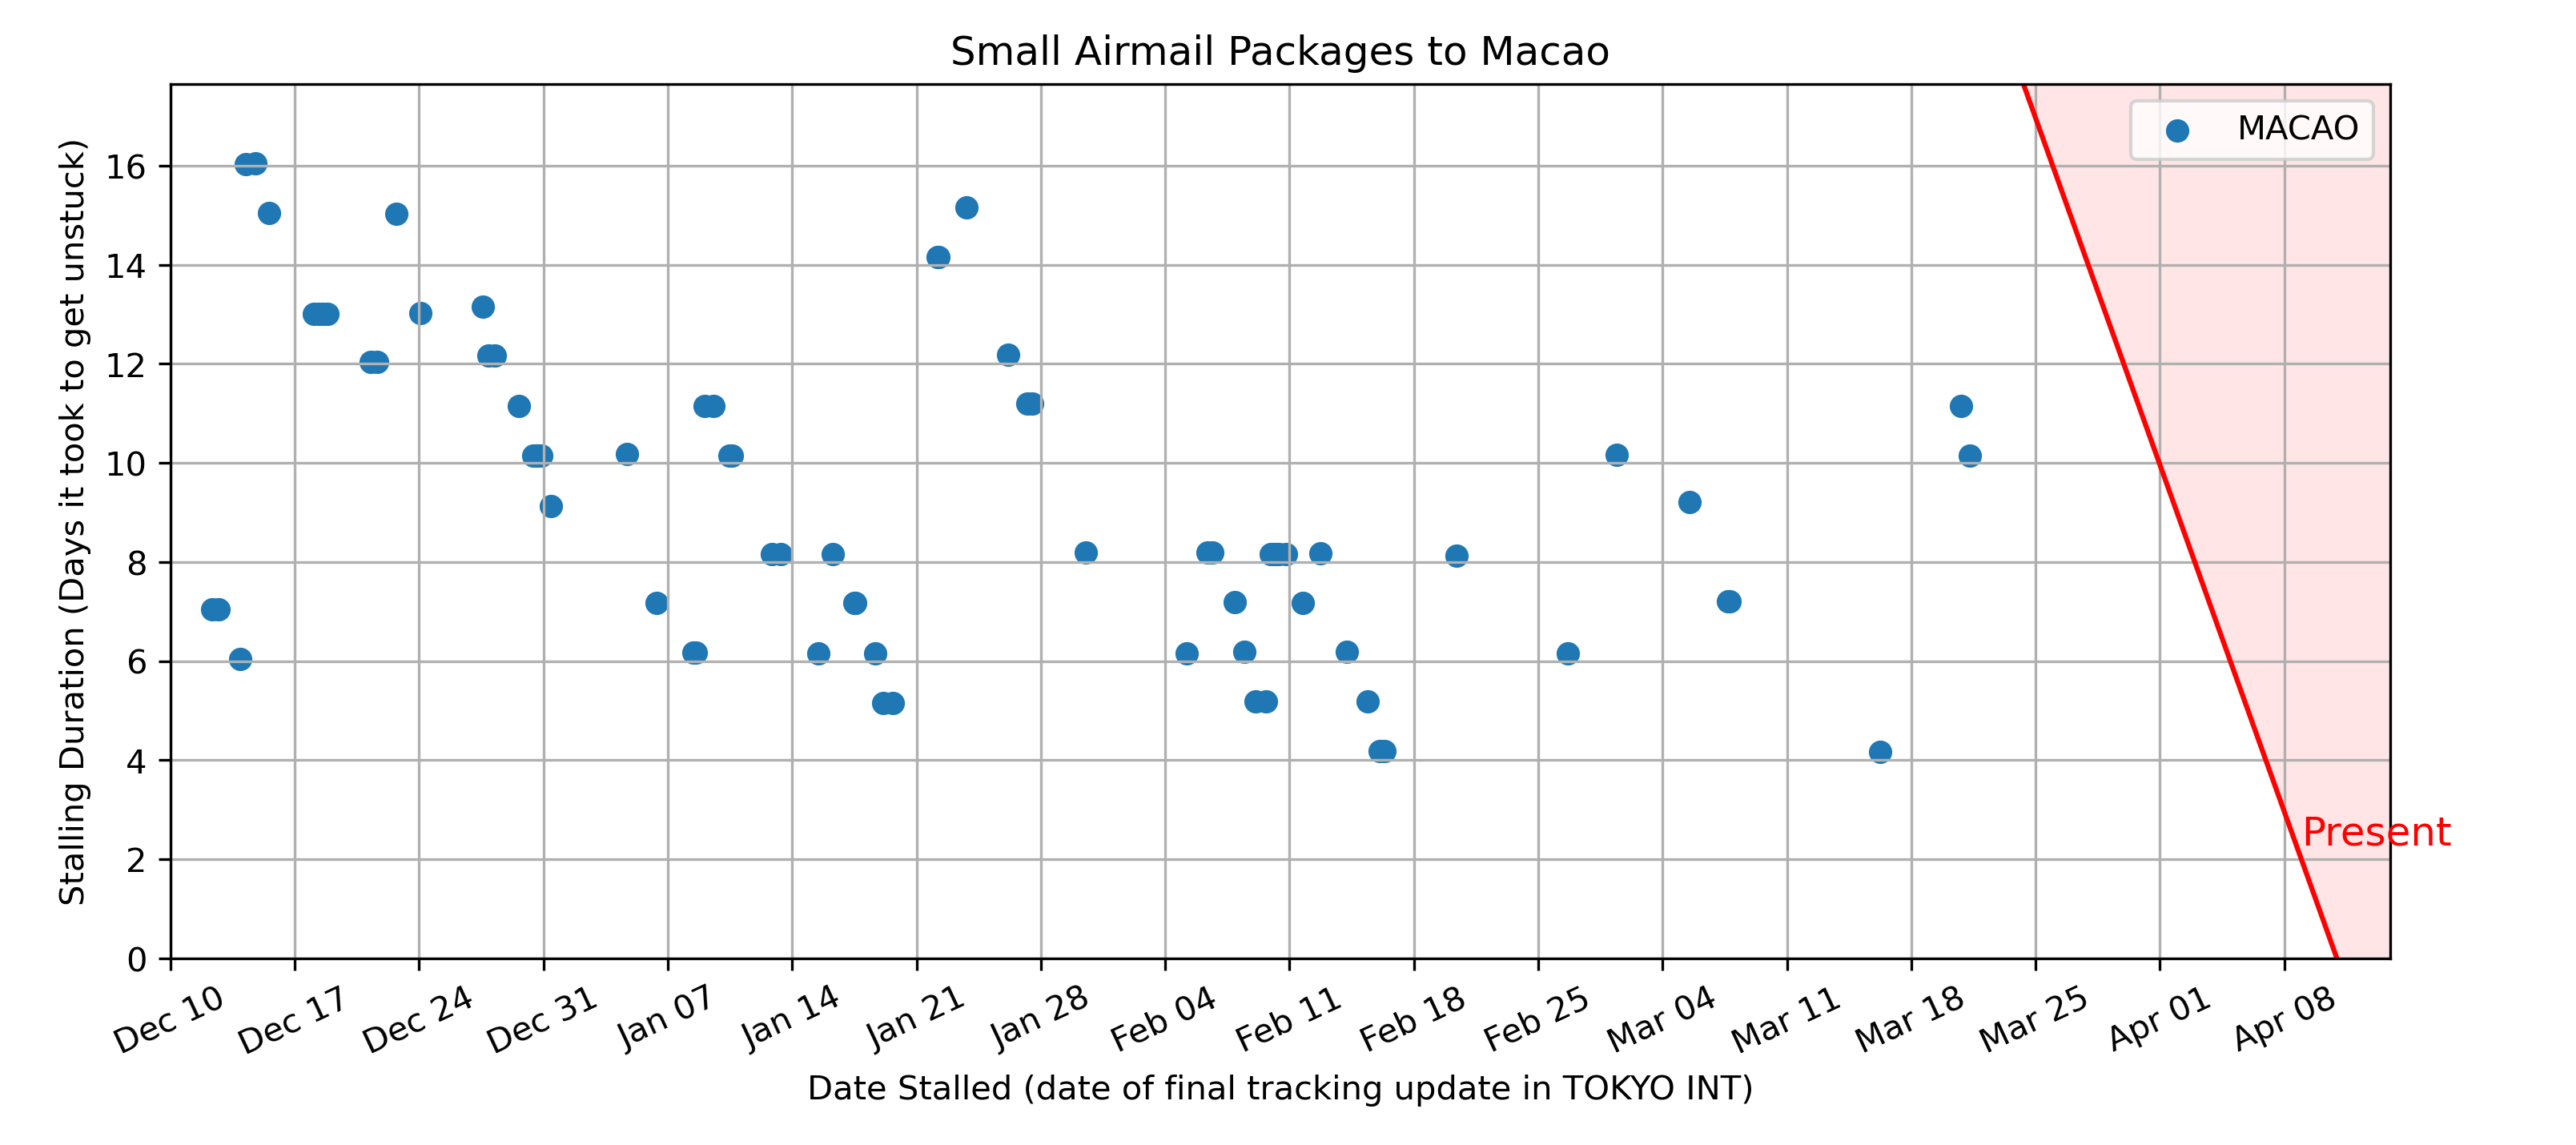 Small Airmail Packages to Macao
MACAO
Stalling Duration (Days it took to get unstuck)
16
14
12
10
8
6
4
2
0
Present
Dec 10
Dec 17
Dec 24
Dec 31
Jan 07
Jan 14
Jan 21
Jan 28
Feb 04
Feb 11
Feb 18
Feb 25
Mar 04
Mar 11
Mar 18
Mar 25
Apr 01
Apr 08
Date Stalled (date of final tracking update in TOKYO INT)